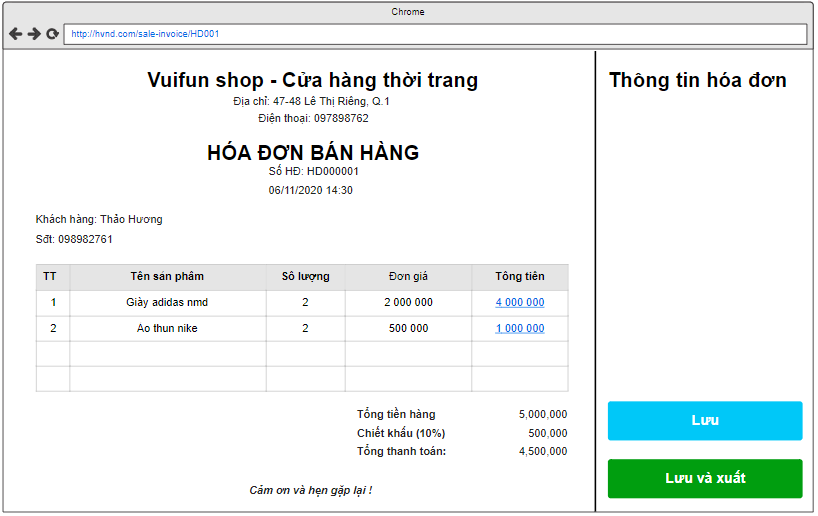 Chrome
http://hvnd.com/sale-invoice/HD001
Vuifun shop - Cửa hàng thời trang
Địa chỉ: 47-48 Lê Thị Riêng, Q.1
Điện thoại: 097898762
HÓA ĐƠN BÁN HÀNG
Số HĐ: HD000001
06/11/2020 14:30
Khách hàng: Thảo Hương
Sđt: 098982761
TT Tên sản phẩm Số lượng Đơn giá Tổng tiền
1 Giày adidas nmd 2 2 000 000 4 000 000
2 Áo thun nike 2 500 000 1 000 000
Tổng tiền hàng 5,000,000
Chiết khấu (10%) 500,000
Tổng thanh toán: 4,500,000
Cảm ơn và hẹn gặp lại !
Thông tin hóa đơn
Lưu
Lưu và xuất